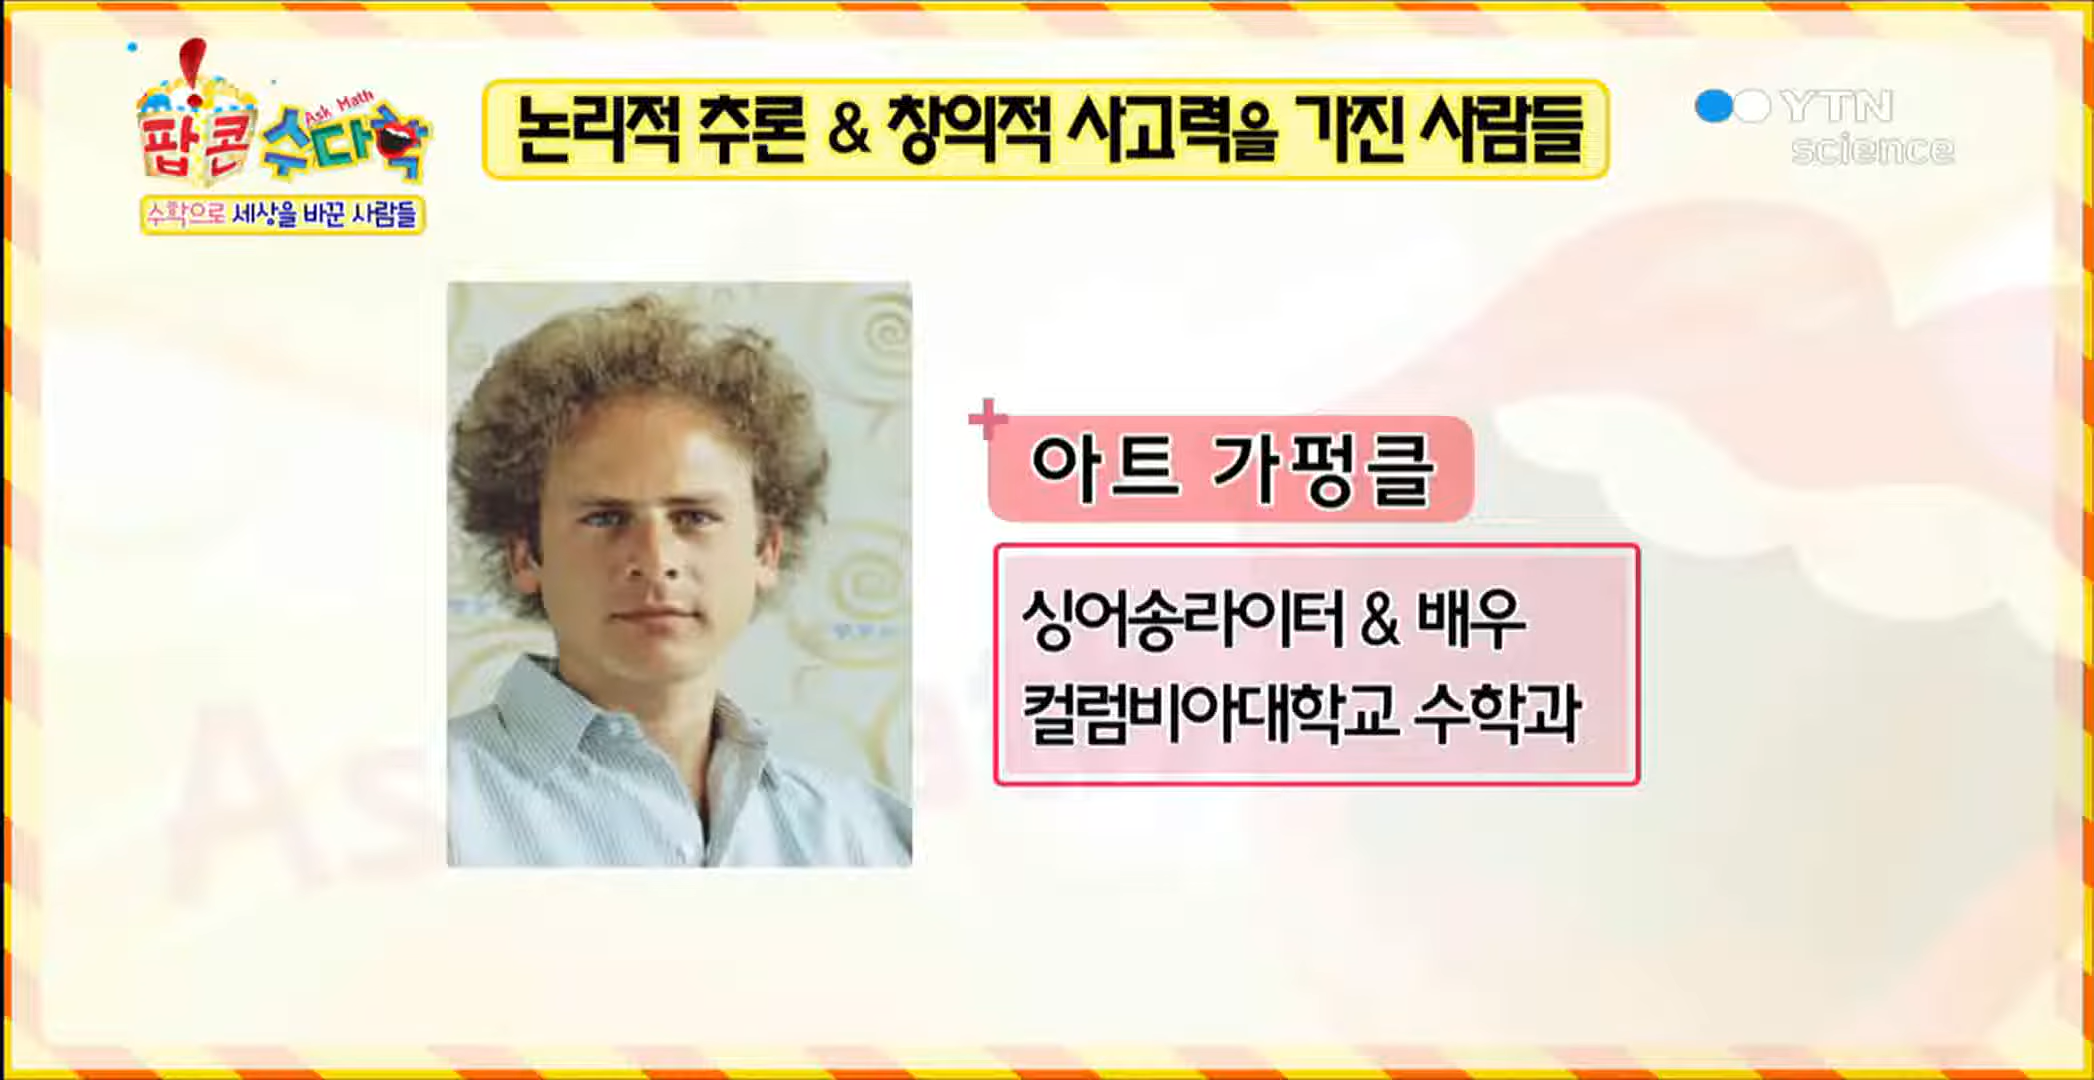 팝콘 수다학
Ask Math
수학으로 세상을 바꾼 사람들
논리적 추론 & 창의적 사고력을 가진 사람들
YTN
science
아트 가펑클
싱어송라이터 & 배우
컬럼비아대학교 수학과
As